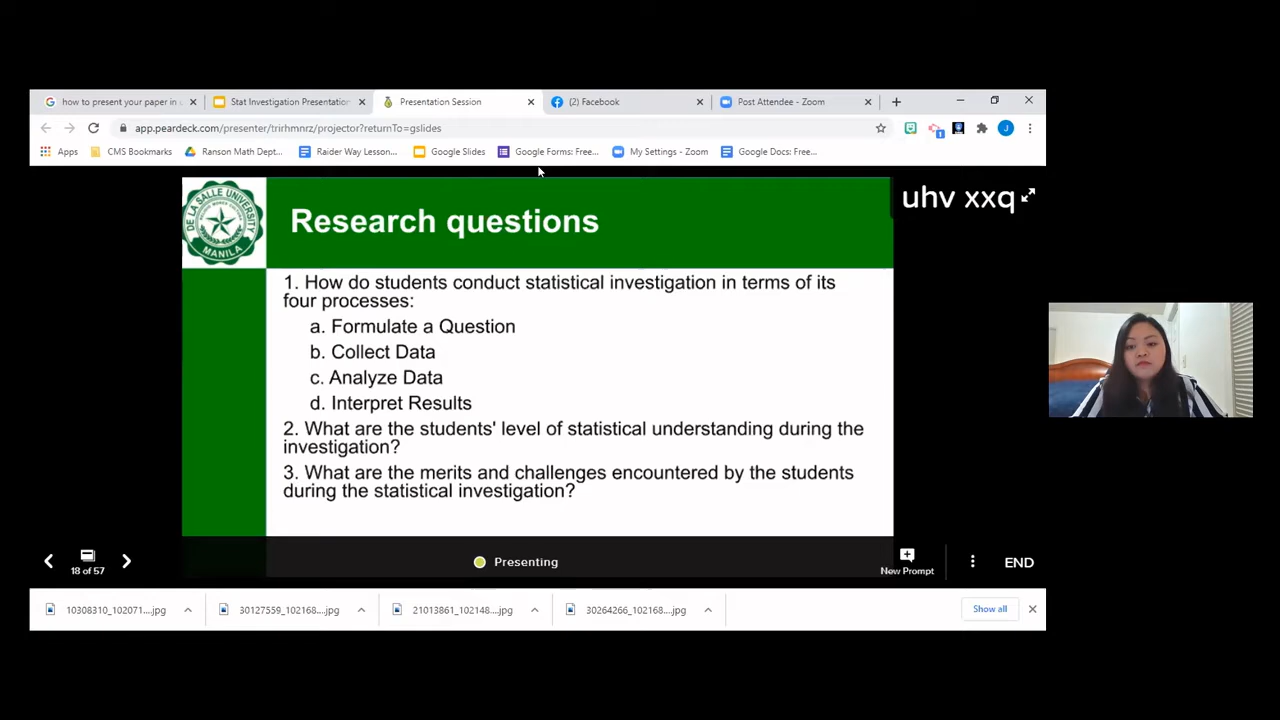 how to present your paper in
Stat Investigation Presentation
Presentation Session
(2) Facebook
Post Attendee - Zoom
app.peardeck.com/presenter/trirhmnrz/projector?returnTo=gslides
Apps
CMS Bookmarks
Ranson Math Dept...
Raider Way Lesson...
Google Slides
Google Forms: Free...
My Settings - Zoom
Google Docs: Free...
DE LA SALLE UNIVERSITY
MANILA
Research questions
uhv xxq
1. How do students conduct statistical investigation in terms of its
four processes:
a. Formulate a Question
b. Collect Data
c. Analyze Data
d. Interpret Results
2. What are the students' level of statistical understanding during the
investigation?
3. What are the merits and challenges encountered by the students
during the statistical investigation?
18 of 57
Presenting
New Prompt
END
10308310_102071....jpg
30127559_102168....jpg
21013861_102148....jpg
30264266_102168....jpg
Show all